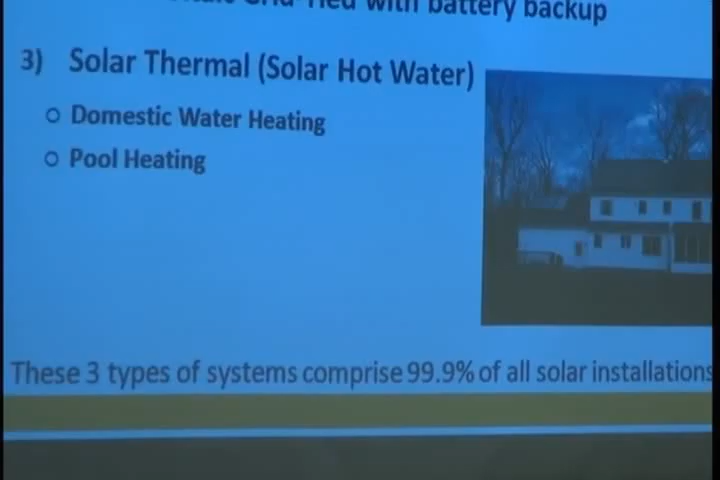 Grid-Tied with battery backup
3) Solar Thermal (Solar Hot Water)
○ Domestic Water Heating
○ Pool Heating
These 3 types of systems comprise 99.9% of all solar installations